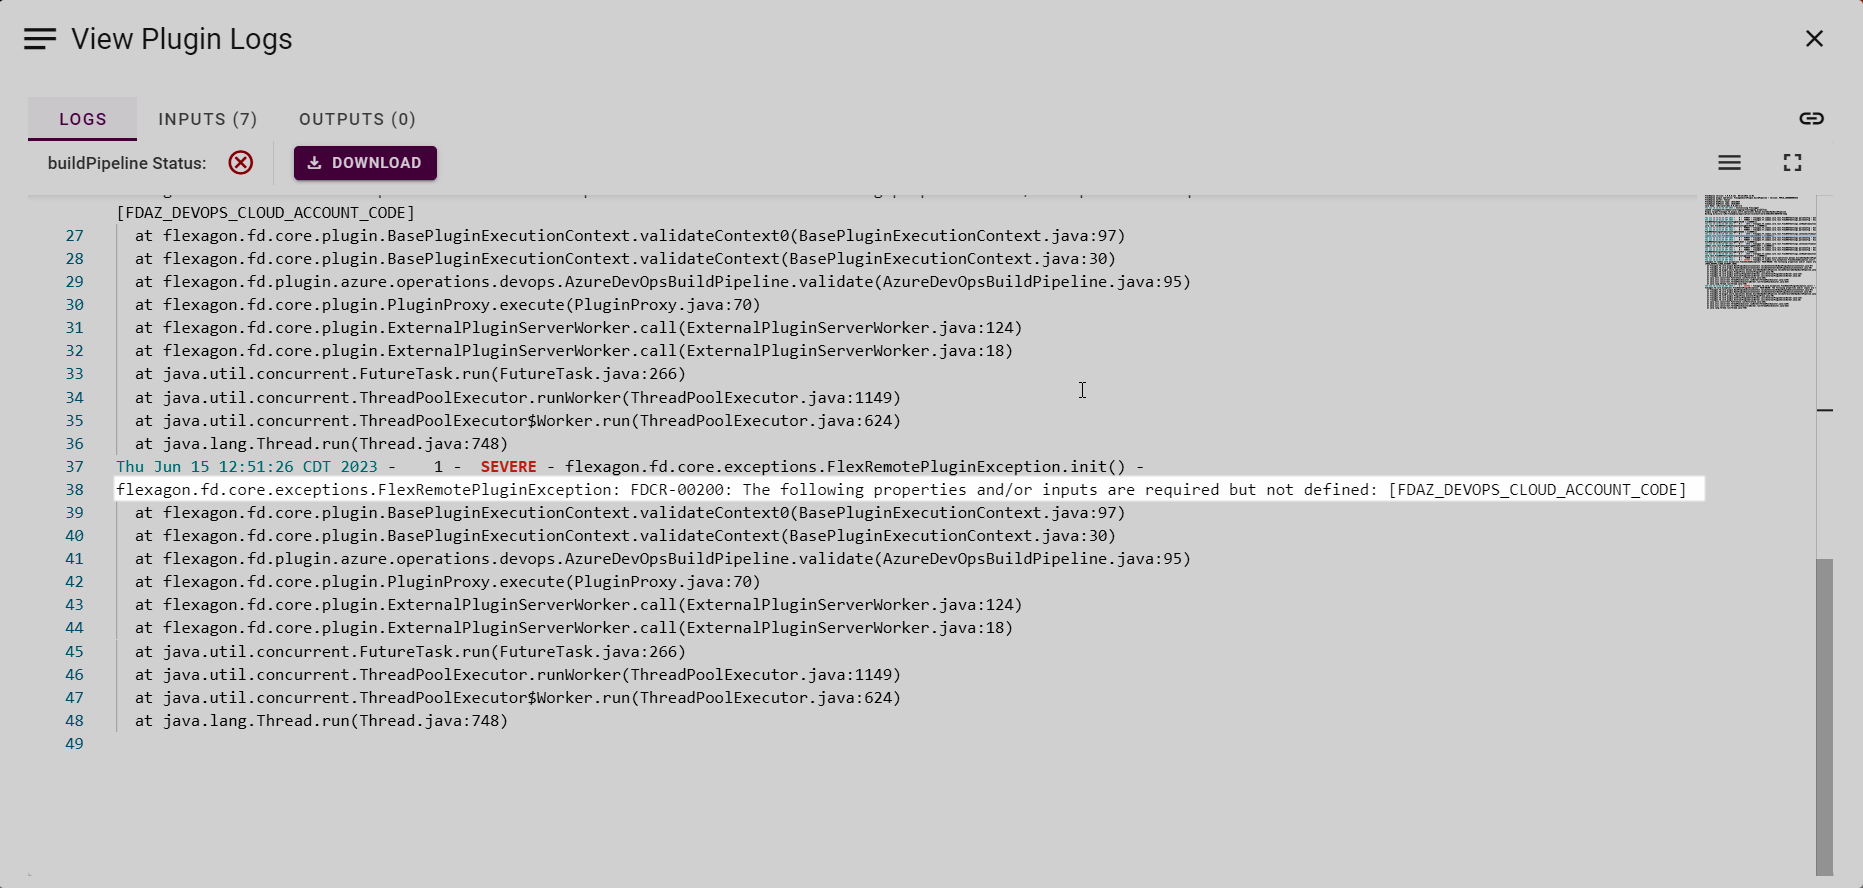 View Plugin Logs
LOGS INPUTS (7) OUTPUTS (0)
buildPipeline Status: DOWNLOAD
[FDAZ_DEVOPS_CLOUD_ACCOUNT_CODE]
27 at flexagon.fd.core.plugin.BasePluginExecutionContext.validateContext0(BasePluginExecutionContext.java:97)
28 at flexagon.fd.core.plugin.BasePluginExecutionContext.validateContext(BasePluginExecutionContext.java:30)
29 at flexagon.fd.plugin.azure.operations.devops.AzureDevOpsBuildPipeline.validate(AzureDevOpsBuildPipeline.java:95)
30 at flexagon.fd.core.plugin.PluginProxy.execute(PluginProxy.java:70)
31 at flexagon.fd.core.plugin.ExternalPluginServerWorker.call(ExternalPluginServerWorker.java:124)
32 at flexagon.fd.core.plugin.ExternalPluginServerWorker.call(ExternalPluginServerWorker.java:18)
33 at java.util.concurrent.FutureTask.run(FutureTask.java:266)
34 at java.util.concurrent.ThreadPoolExecutor.runWorker(ThreadPoolExecutor.java:1149)
35 at java.util.concurrent.ThreadPoolExecutor$Worker.run(ThreadPoolExecutor.java:624)
36 at java.lang.Thread.run(Thread.java:748)
37 Thu Jun 15 12:51:26 CDT 2023 - 1 - SEVERE - flexagon.fd.core.exceptions.FlexRemotePluginException.init() -
38 flexagon.fd.core.exceptions.FlexRemotePluginException: FDCR-00200: The following properties and/or inputs are required but not defined: [FDAZ_DEVOPS_CLOUD_ACCOUNT_CODE]
39 at flexagon.fd.core.plugin.BasePluginExecutionContext.validateContext0(BasePluginExecutionContext.java:97)
40 at flexagon.fd.core.plugin.BasePluginExecutionContext.validateContext(BasePluginExecutionContext.java:30)
41 at flexagon.fd.plugin.azure.operations.devops.AzureDevOpsBuildPipeline.validate(AzureDevOpsBuildPipeline.java:95)
42 at flexagon.fd.core.plugin.PluginProxy.execute(PluginProxy.java:70)
43 at flexagon.fd.core.plugin.ExternalPluginServerWorker.call(ExternalPluginServerWorker.java:124)
44 at flexagon.fd.core.plugin.ExternalPluginServerWorker.call(ExternalPluginServerWorker.java:18)
45 at java.util.concurrent.FutureTask.run(FutureTask.java:266)
46 at java.util.concurrent.ThreadPoolExecutor.runWorker(ThreadPoolExecutor.java:1149)
47 at java.util.concurrent.ThreadPoolExecutor$Worker.run(ThreadPoolExecutor.java:624)
48 at java.lang.Thread.run(Thread.java:748)
49